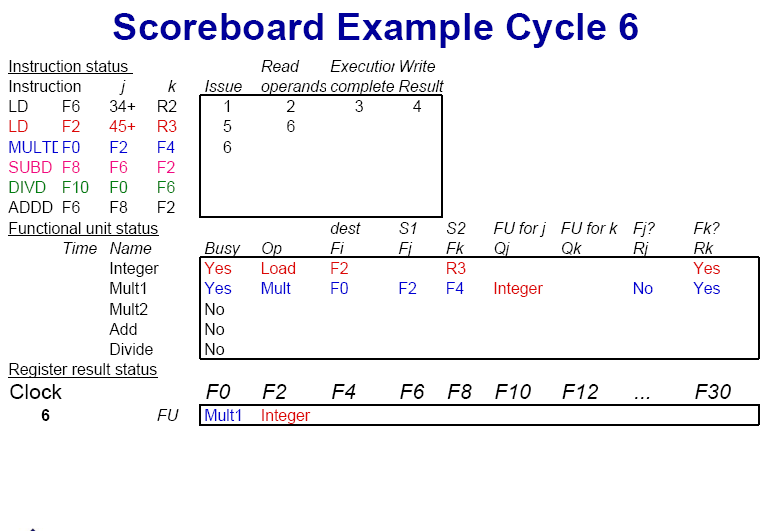 Scoreboard Example Cycle 6
Instruction status Read Execution Write
Instruction j k Issue operands complete Result
LD F6 34+ R2 1 2 3 4
LD F2 45+ R3 5 6
MULTD F0 F2 F4 6
SUBD F8 F6 F2
DIVD F10 F0 F6
ADDD F6 F8 F2
Functional unit status dest S1 S2 FU for j FU for k Fj? Fk?
Time Name Busy Op Fi Fj Fk Qj Qk Rj Rk
Integer Yes Load F2 R3 Yes
Mult1 Yes Mult F0 F2 F4 Integer No Yes
Mult2 No
Add No
Divide No
Register result status
Clock F0 F2 F4 F6 F8 F10 F12 ... F30
6 FU Mult1 Integer